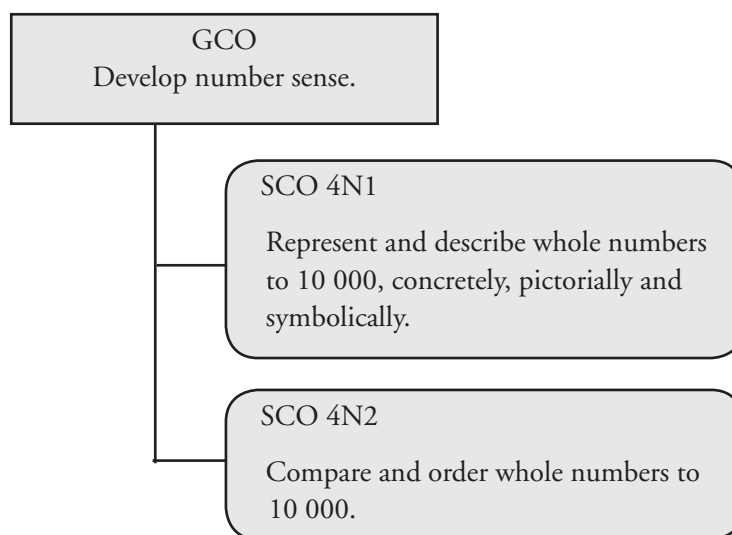 GCO
Develop number sense.
SCO 4N1
Represent and describe whole numbers
to 10 000, concretely, pictorially and
symbolically.
SCO 4N2
Compare and order whole numbers to
10 000.